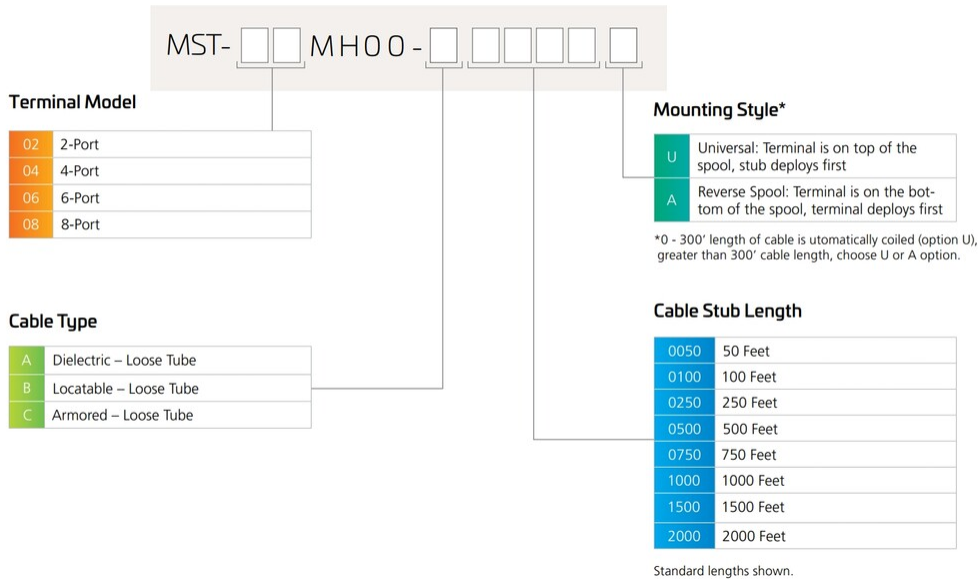 MST- MH00 -
Terminal Model
02 2-Port
04 4-Port
06 6-Port
08 8-Port
Cable Type
A Dielectric – Loose Tube
B Locatable – Loose Tube
C Armored – Loose Tube
Mounting Style*
U Universal: Terminal is on top of the
spool, stub deploys first
A Reverse Spool: Terminal is on the bot-
tom of the spool, terminal deploys first
*0 - 300’ length of cable is utomatically coiled (option U),
greater than 300’ cable length, choose U or A option.
Cable Stub Length
0050 50 Feet
0100 100 Feet
0250 250 Feet
0500 500 Feet
0750 750 Feet
1000 1000 Feet
1500 1500 Feet
2000 2000 Feet
Standard lengths shown.